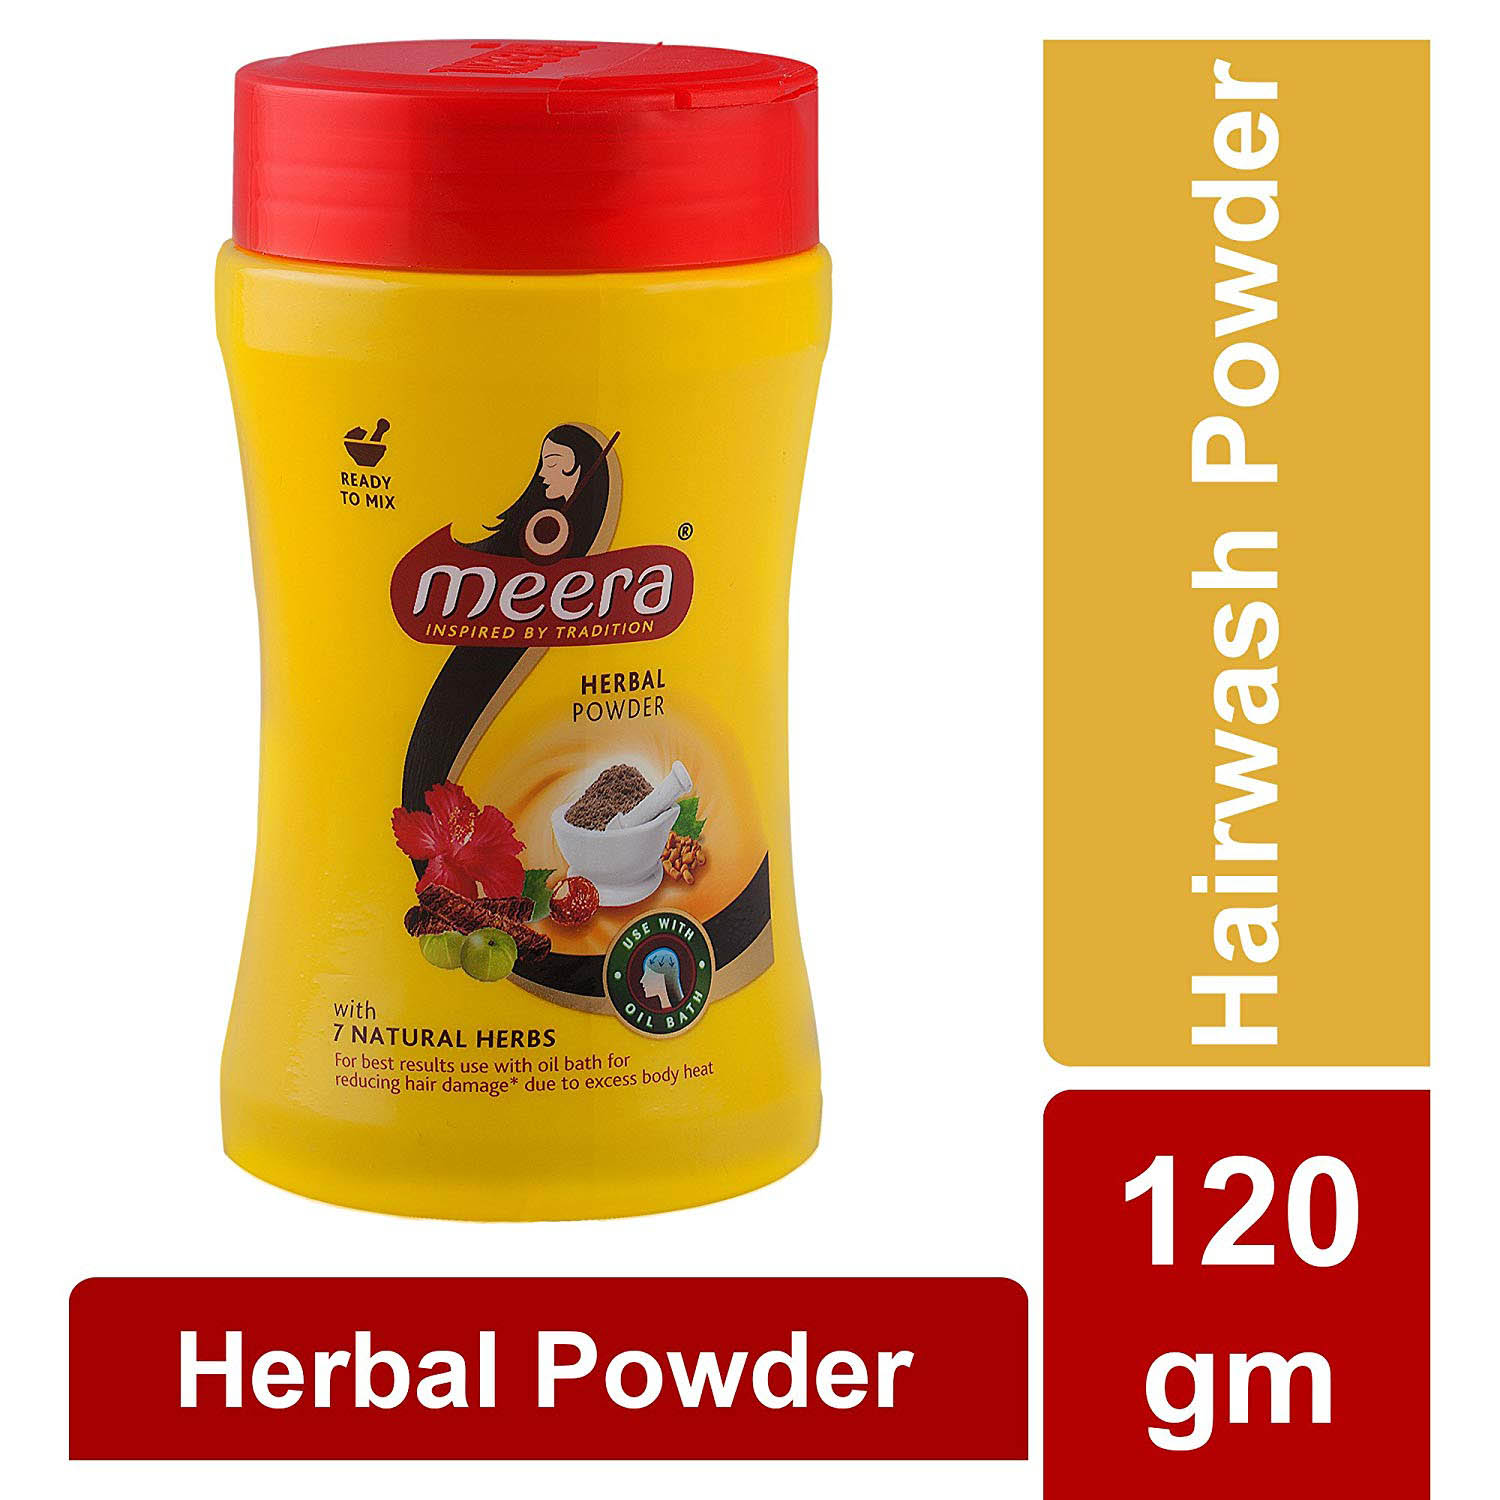 READY
TO MIX
meera®
INSPIRED BY TRADITION
HERBAL
POWDER
USE WITH
OIL BATH
with
7 NATURAL HERBS
For best results use with oil bath for
reducing hair damage* due to excess body heat
Hairwash Powder
120
gm
Herbal Powder